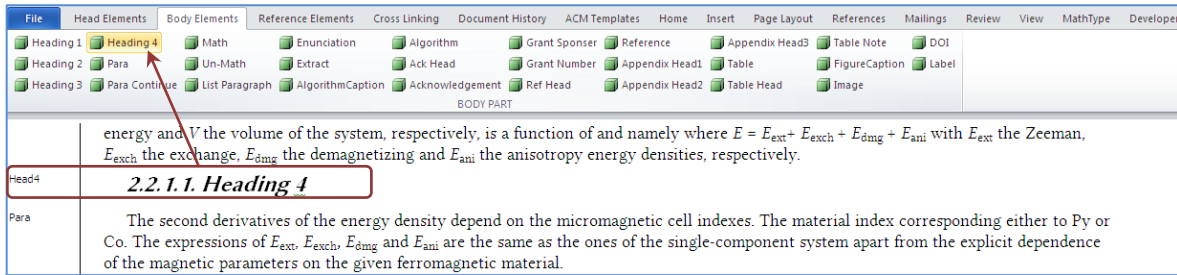 File Head Elements Body Elements Reference Elements Cross Linking Document History ACM Templates Home Insert Page Layout References Mailings Review View MathType Developer
Heading 1 Heading 4 Math Enunciation Algorithm Grant Sponser Reference Appendix Head3 Table Note DOI
Heading 2 Para Un-Math Extract Ack Head Grant Number Appendix Head1 Table FigureCaption Label
Heading 3 Para Continue List Paragraph AlgorithmCaption Acknowledgement Ref Head Appendix Head2 Table Head Image
BODY PART
energy and V the volume of the system, respectively, is a function of and namely where E = Eext+ Eexch + Edmg + Eani with Eext the Zeeman,
Eexch the exchange, Edmg the demagnetizing and Eani the anisotropy energy densities, respectively.
Head4 2.2.1.1. Heading 4
Para The second derivatives of the energy density depend on the micromagnetic cell indexes. The material index corresponding either to Py or
Co. The expressions of Eext, Eexch, Edmg and Eani are the same as the ones of the single-component system apart from the explicit dependence
of the magnetic parameters on the given ferromagnetic material.